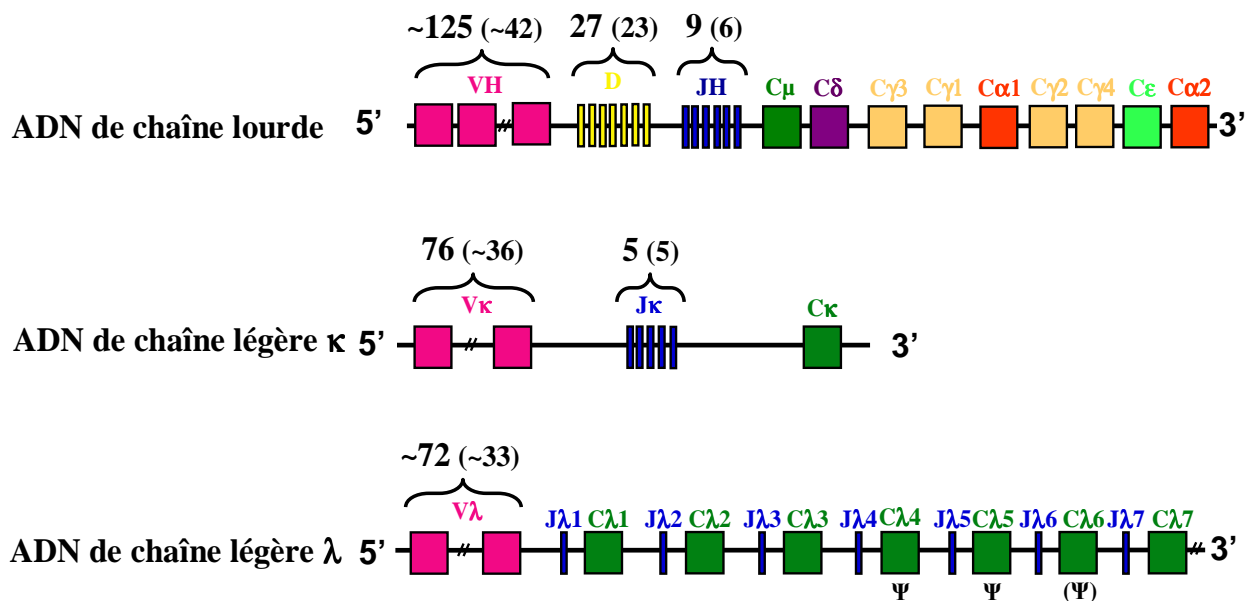 ~125 (~42) 27 (23) 9 (6)
VH D JH Cμ Cδ Cγ3 Cγ1 Cα1 Cγ2 Cγ4 Cε Cα2
ADN de chaîne lourde 5’ 3’
76 (~36) 5 (5)
Vκ Jκ Cκ
ADN de chaîne légère κ 5’ 3’
~72 (~33)
Vλ Jλ1 Cλ1 Jλ2 Cλ2 Jλ3 Cλ3 Jλ4 Cλ4 Jλ5 Cλ5 Jλ6 Cλ6 Jλ7 Cλ7
ADN de chaîne légère λ 5’ 3’
Ψ Ψ (Ψ)